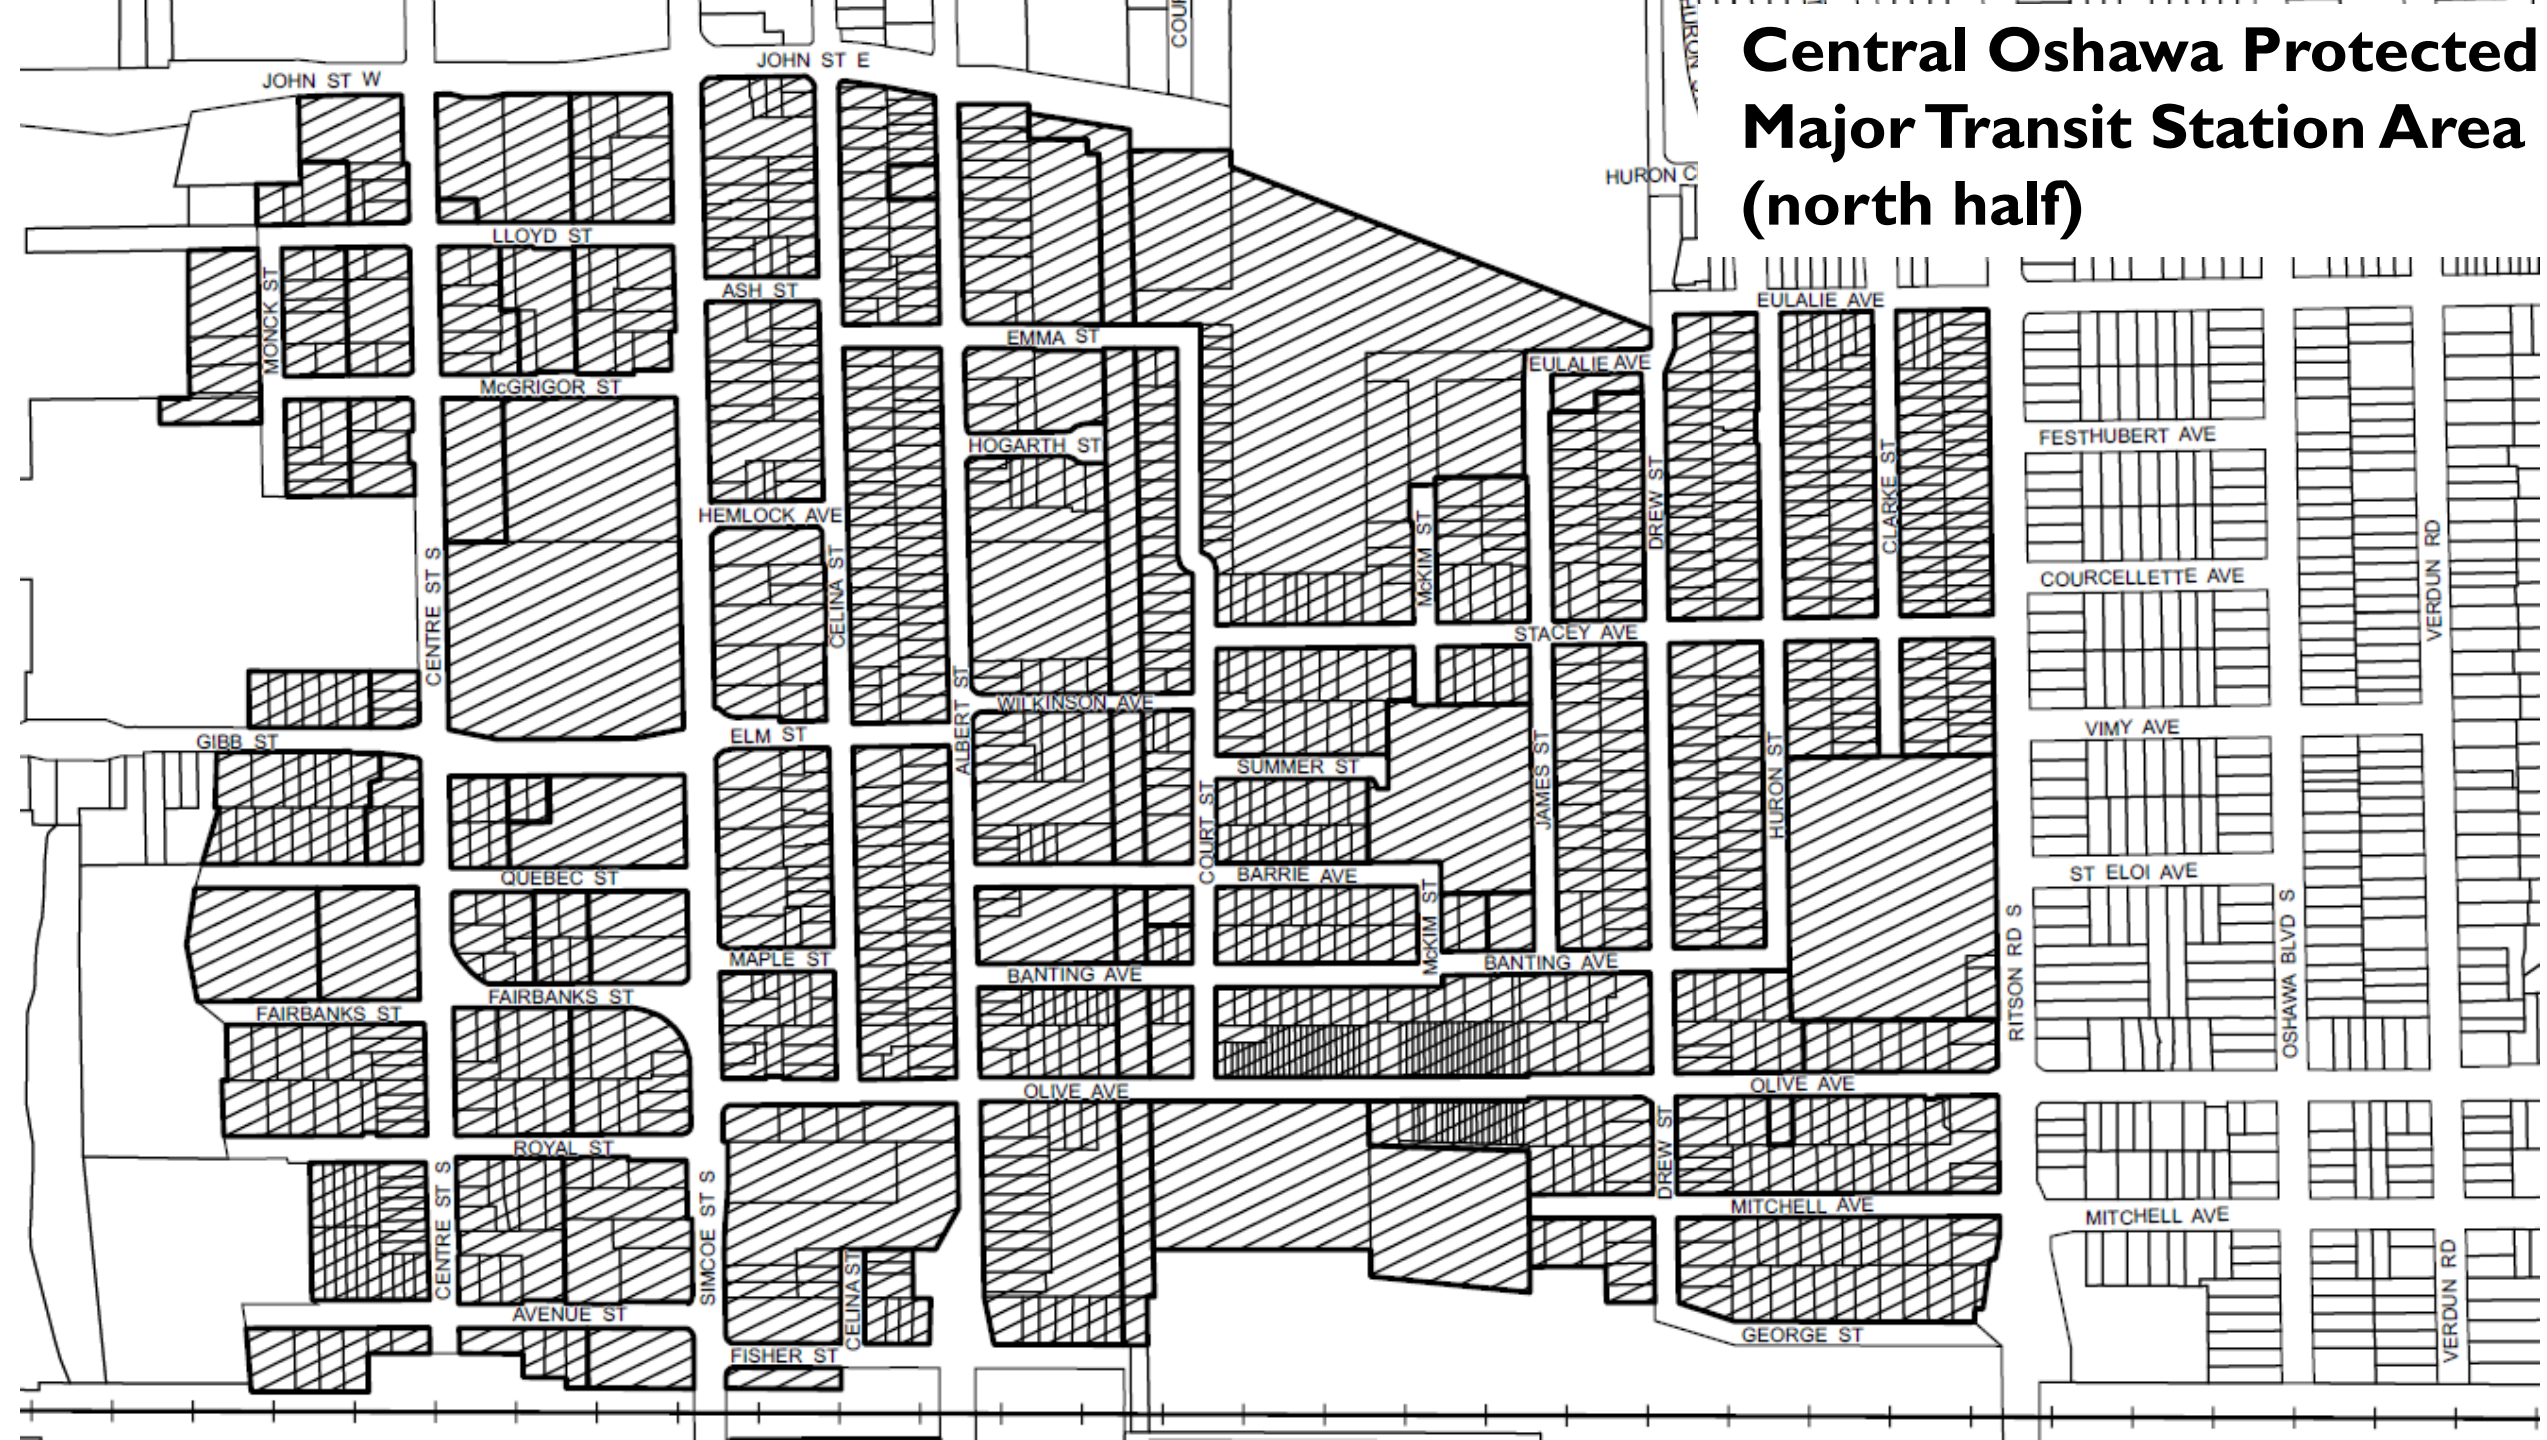 Central Oshawa Protected
Major Transit Station Area
(north half)
JOHN ST W
JOHN ST E
HURON C
LLOYD ST
MONCK ST
ASH ST
EULALIE AVE
EMMA ST
EULALIE AVE
McGRIGOR ST
HOGARTH ST
FESTHUBERT AVE
HEMLOCK AVE
DREW ST
CLARKE ST
McKIM ST
CENTRE ST S
CELINA ST
COURCELLETTE AVE
VERDUN RD
STACEY AVE
ALBERT ST
WILKINSON AVE
GIBB ST
ELM ST
VIMY AVE
SUMMER ST
JAMES ST
HURON ST
COURT ST
QUEBEC ST
BARRIE AVE
ST ELOI AVE
McKIM ST
MAPLE ST
BANTING AVE
BANTING AVE
RITSON RD S
OSHAWA BLVD S
FAIRBANKS ST
FAIRBANKS ST
OLIVE AVE
OLIVE AVE
ROYAL ST
DREW ST
CENTRE ST S
SIMCOE ST S
MITCHELL AVE
MITCHELL AVE
CELINA ST
VERDUN RD
AVENUE ST
GEORGE ST
FISHER ST